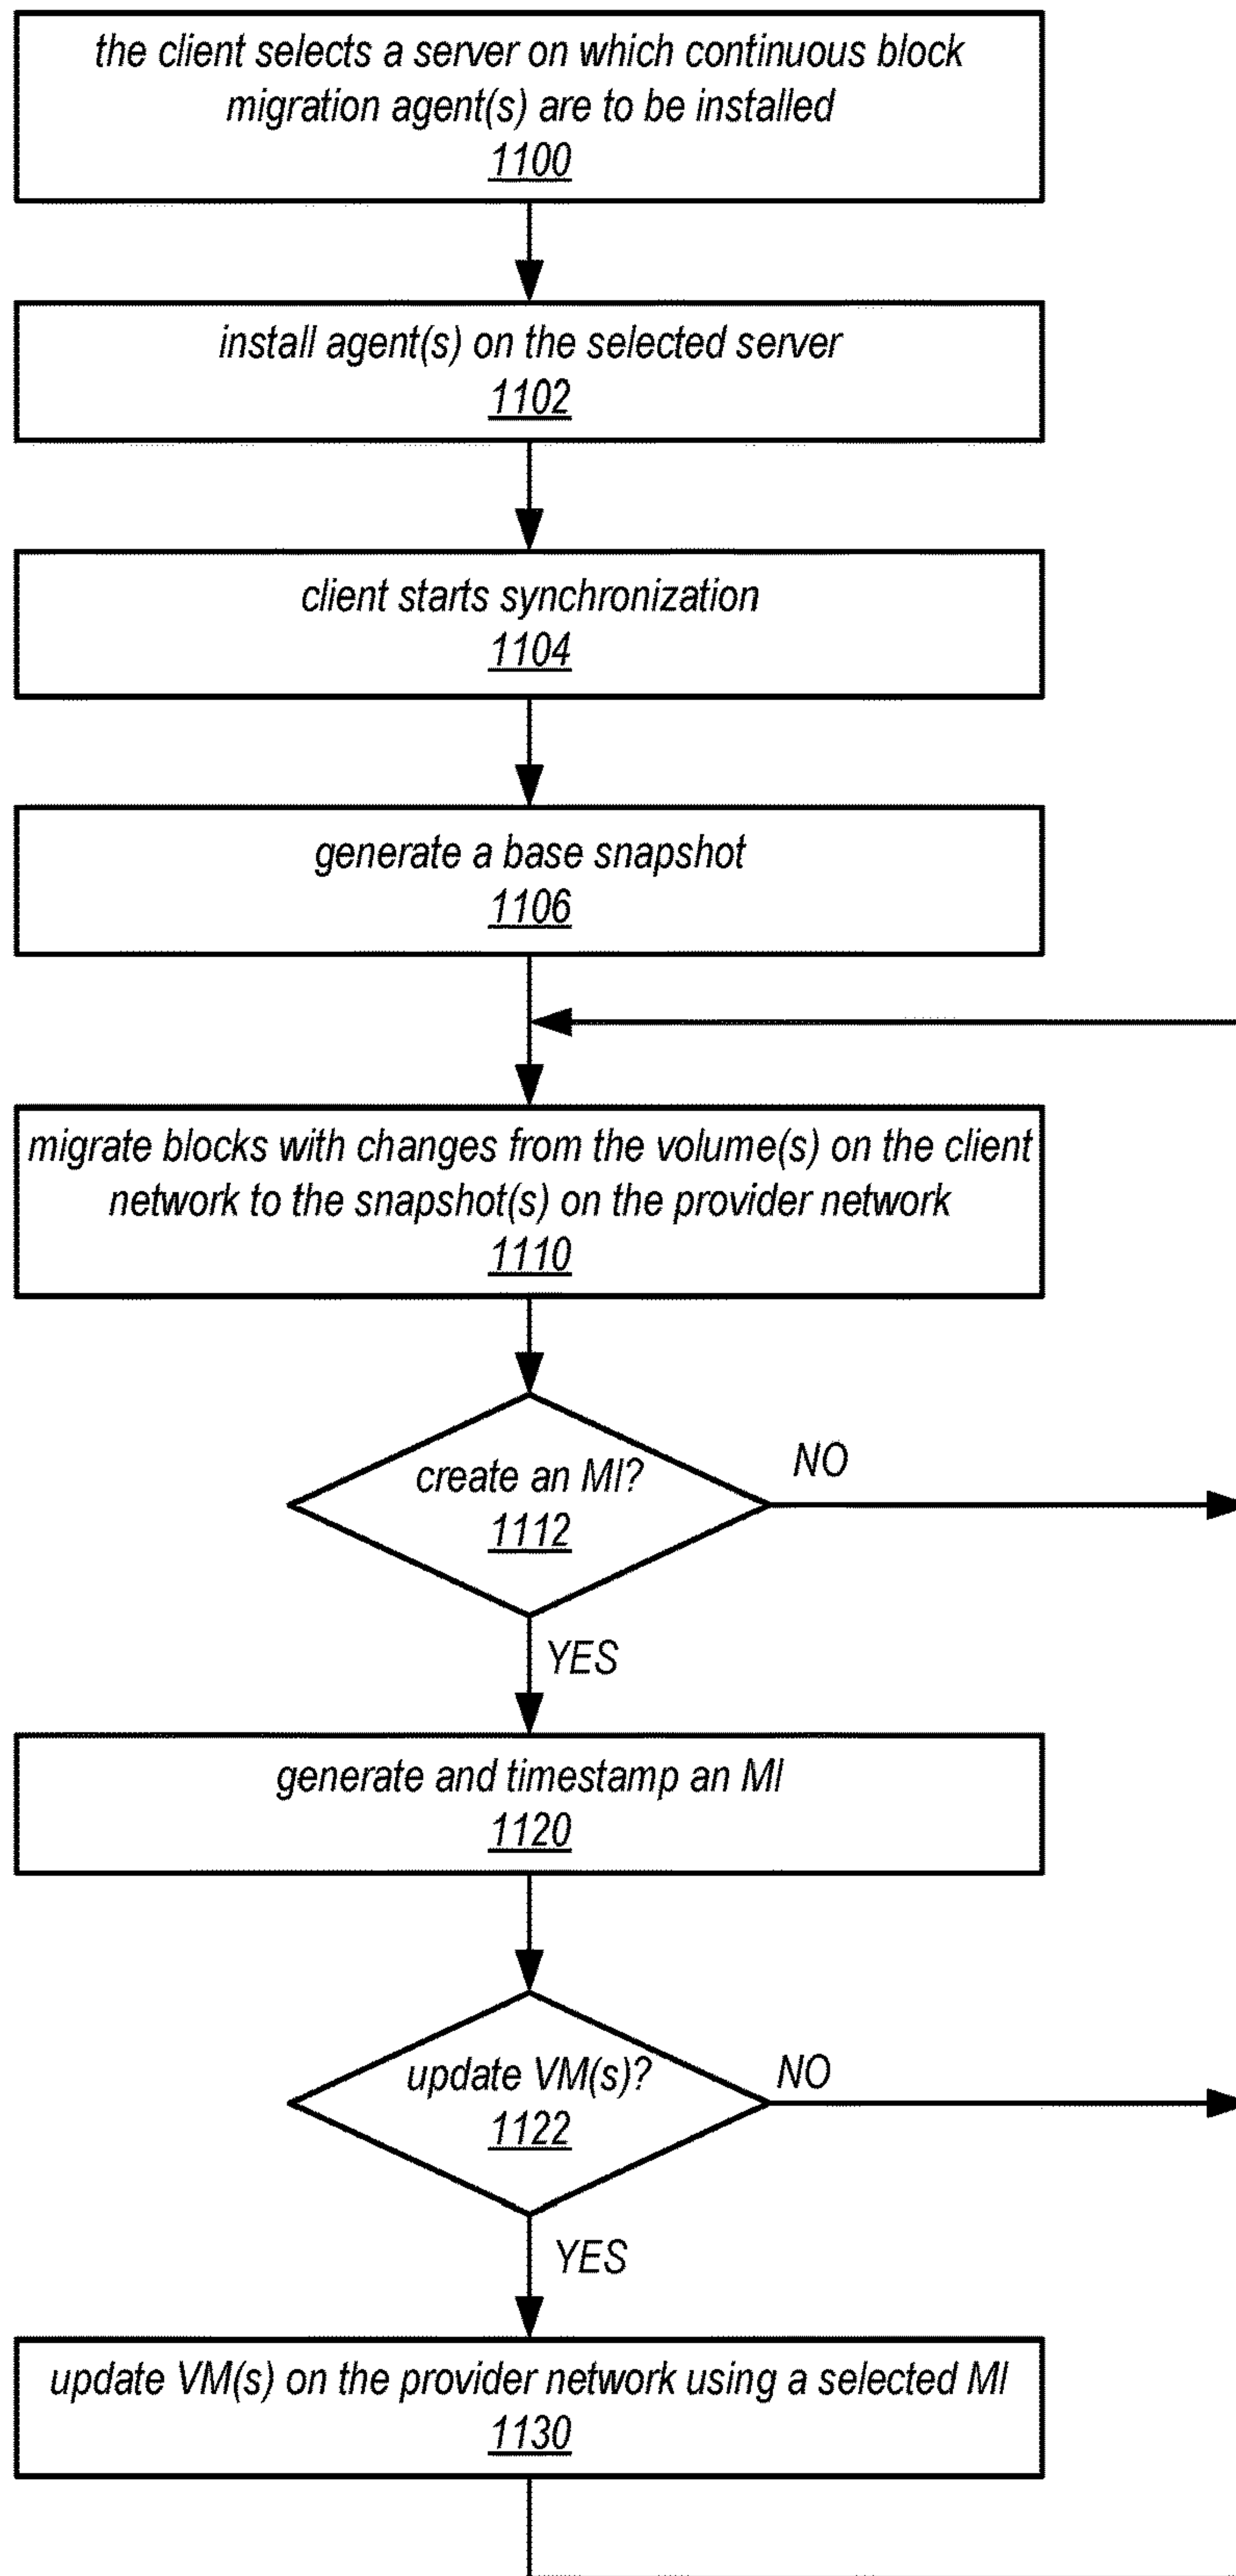 the client selects a server on which continuous block
migration agent(s) are to be installed
1100
install agent(s) on the selected server
1102
client starts synchronization
1104
generate a base snapshot
1106
migrate blocks with changes from the volume(s) on the client
network to the snapshot(s) on the provider network
1110
create an MI?
1112
NO
YES
generate and timestamp an MI
1120
update VM(s)?
1122
NO
YES
update VM(s) on the provider network using a selected MI
1130